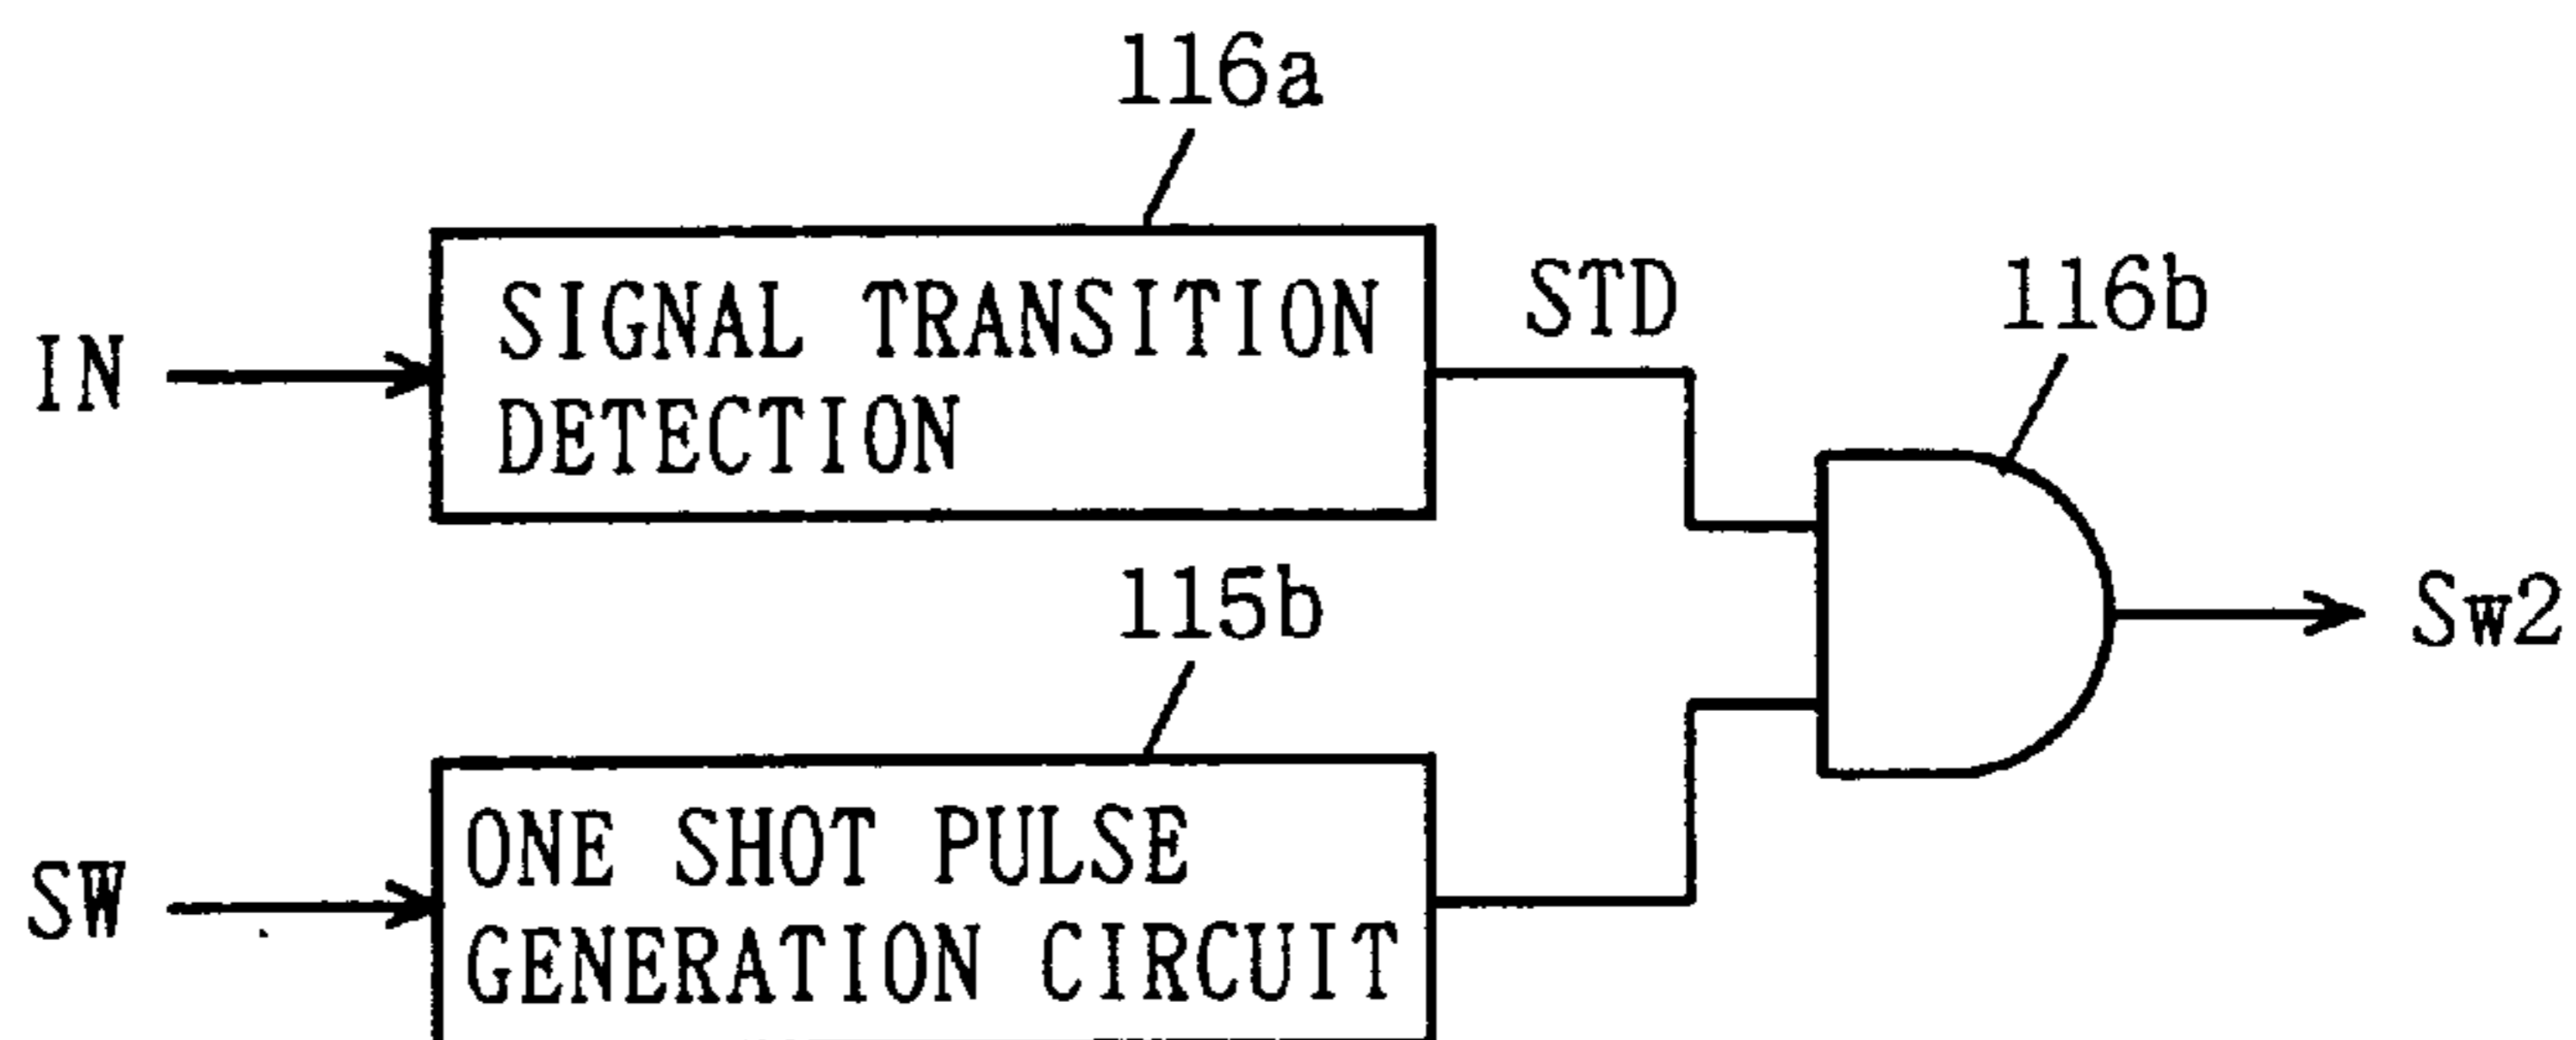 116a
SIGNAL TRANSITION
DETECTION
IN
STD
116b
115b
Sw2
ONE SHOT PULSE
GENERATION CIRCUIT
SW